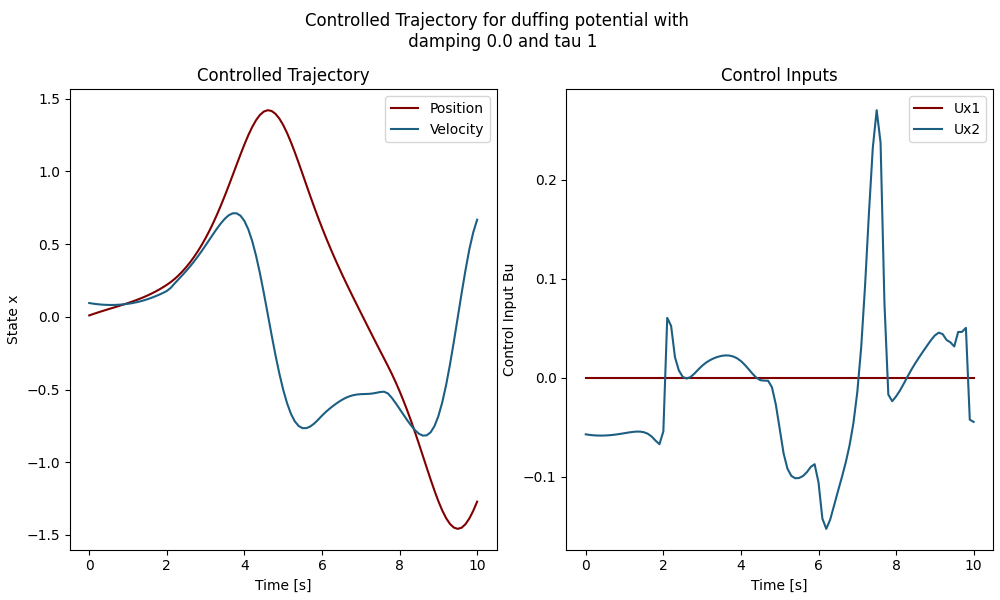 Controlled Trajectory for duffing potential with
damping 0.0 and tau 1
Controlled Trajectory
State x
1.5
1.0
0.5
0.0
−0.5
−1.0
−1.5
Position
Velocity
0 2 4 6 8 10
Time [s]
Control Inputs
Control Input Bu
0.2
0.1
0.0
−0.1
Ux1
Ux2
0 2 4 6 8 10
Time [s]